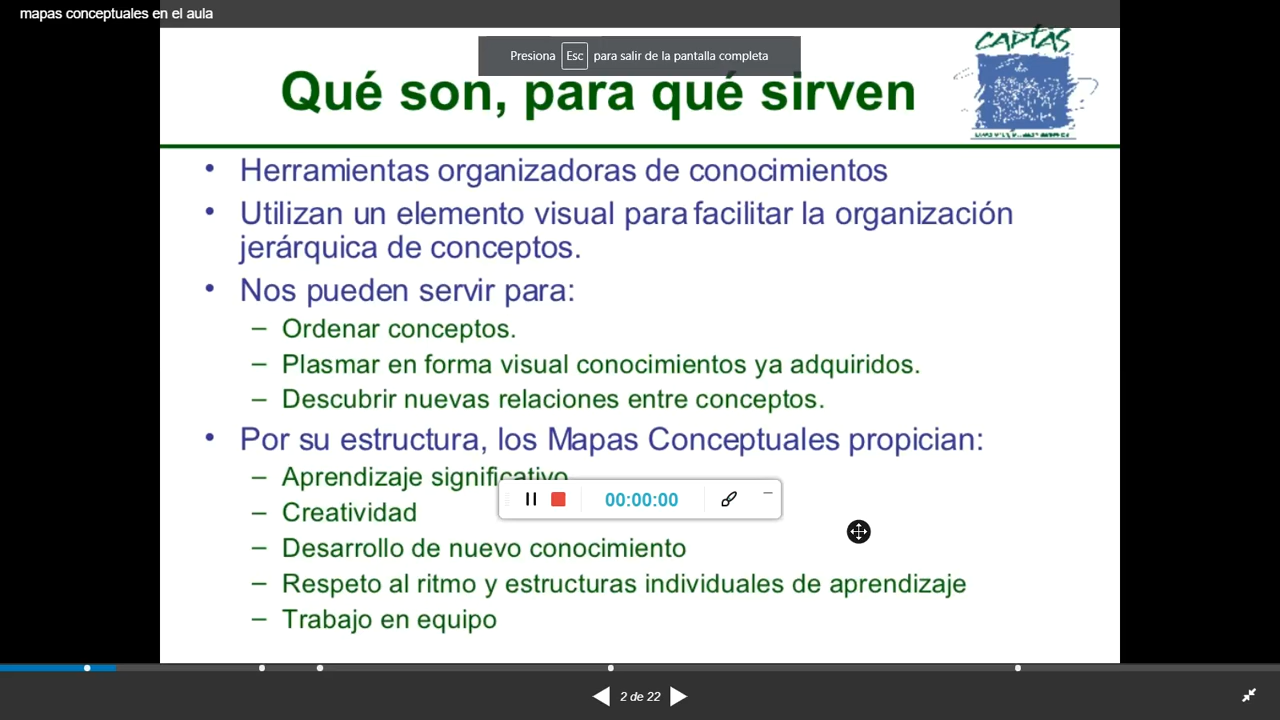 mapas conceptuales en el aula
Presiona Esc para salir de la pantalla completa
CAPTAS
Qué son, para qué sirven
• Herramientas organizadoras de conocimientos
• Utilizan un elemento visual para facilitar la organización
jerárquica de conceptos.
• Nos pueden servir para:
– Ordenar conceptos.
– Plasmar en forma visual conocimientos ya adquiridos.
– Descubrir nuevas relaciones entre conceptos.
• Por su estructura, los Mapas Conceptuales propician:
– Aprendizaje significativo
00:00:00
– Creatividad
– Desarrollo de nuevo conocimiento
– Respeto al ritmo y estructuras individuales de aprendizaje
– Trabajo en equipo
2 de 22